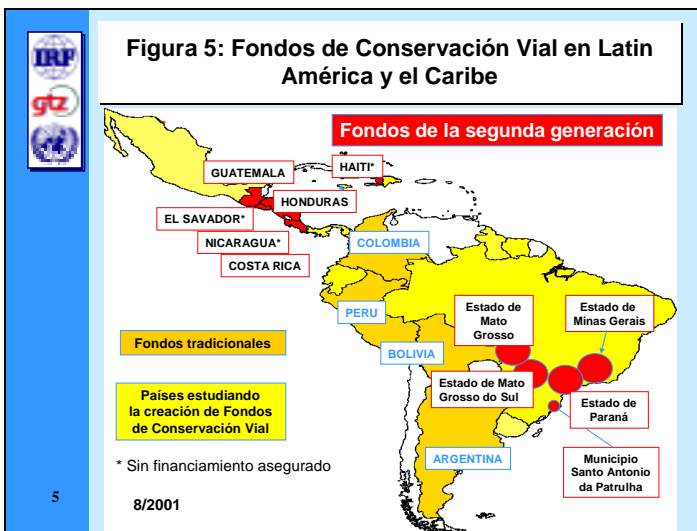 IRF
gtz
Figura 5: Fondos de Conservación Vial en Latin
América y el Caribe
Fondos de la segunda generación
GUATEMALA
HAITI*
HONDURAS
EL SAVADOR*
NICARAGUA*
COSTA RICA
COLOMBIA
PERU
BOLIVIA
ARGENTINA
Estado de
Mato
Grosso
Estado de
Minas Gerais
Estado de Mato
Grosso do Sul
Estado de
Paraná
Municipio
Santo Antonio
da Patrulha
Fondos tradicionales
Países estudiando
la creación de Fondos
de Conservación Vial
* Sin financiamiento asegurado
5
8/2001